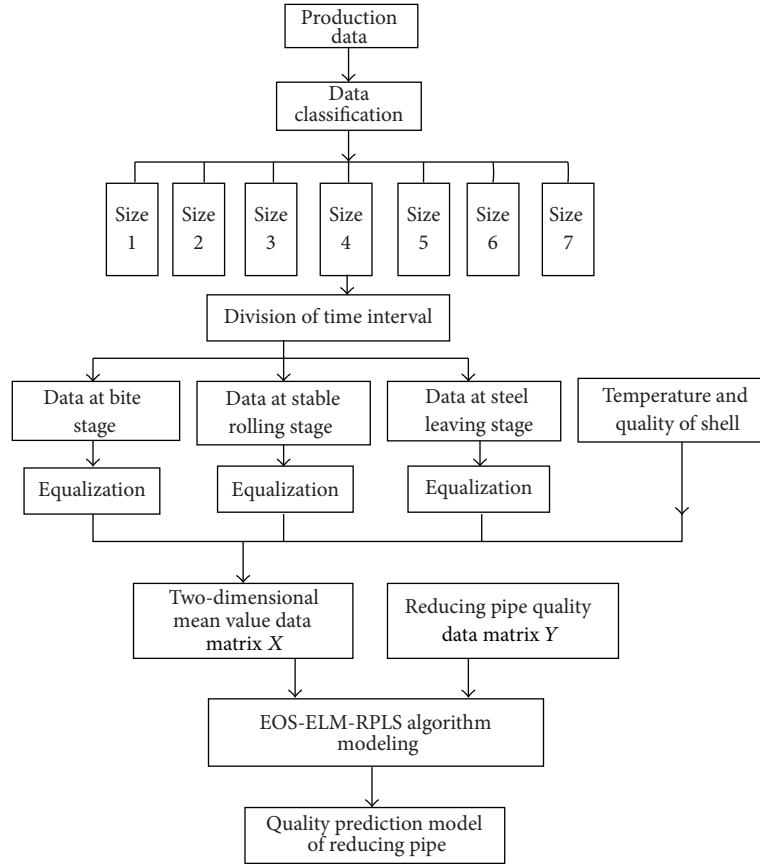 Production
data
Data
classification
Size
1
Size
2
Size
3
Size
4
Size
5
Size
6
Size
7
Division of time interval
Data at bite
stage
Data at stable
rolling stage
Data at steel
leaving stage
Temperature and
quality of shell
Equalization
Equalization
Equalization
Two-dimensional
mean value data
matrix X
Reducing pipe quality
data matrix Y
EOS-ELM-RPLS algorithm
modeling
Quality prediction model
of reducing pipe